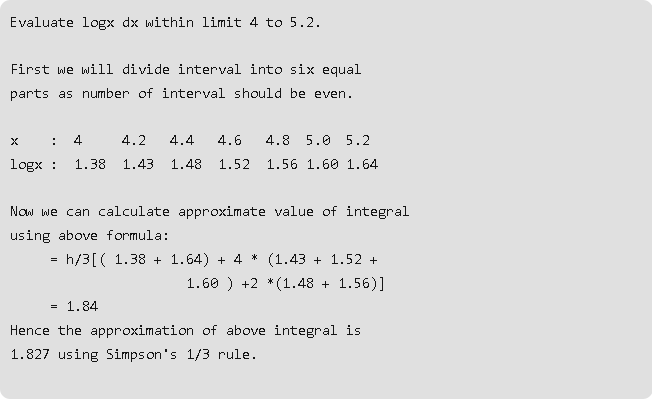 Evaluate logx dx within limit 4 to 5.2.
First we will divide interval into six equal
parts as number of interval should be even.
x    :  4     4.2   4.4   4.6   4.8  5.0  5.2
logx :  1.38  1.43  1.48  1.52  1.56 1.60 1.64
Now we can calculate approximate value of integral
using above formula:
= h/3[( 1.38 + 1.64) + 4 * (1.43 + 1.52 +
1.60 ) +2 *(1.48 + 1.56)]
= 1.84
Hence the approximation of above integral is
1.827 using Simpson's 1/3 rule.